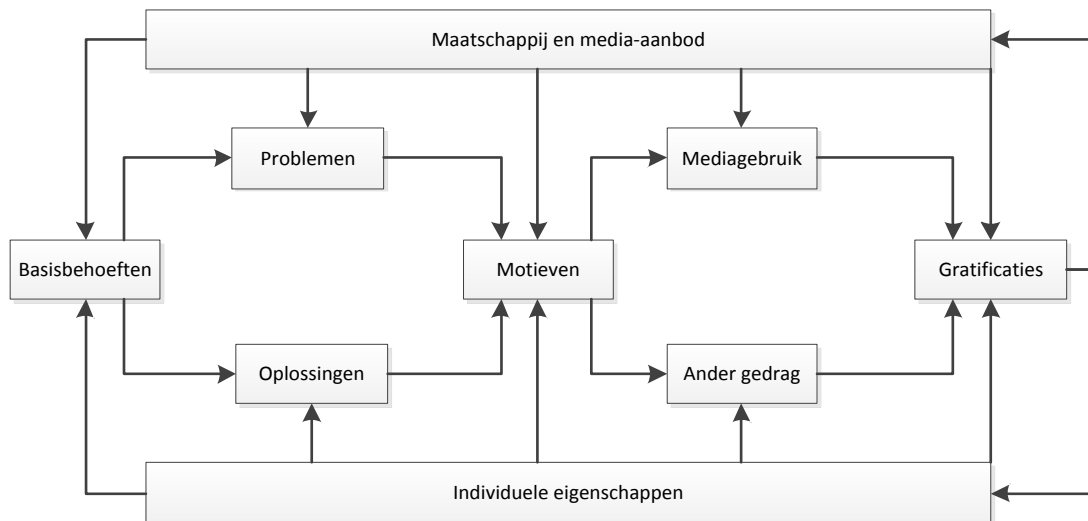 Maatschappij en media-aanbod
Problemen
Mediagebruik
Basisbehoeften
Motieven
Gratificaties
Oplossingen
Ander gedrag
Individuele eigenschappen